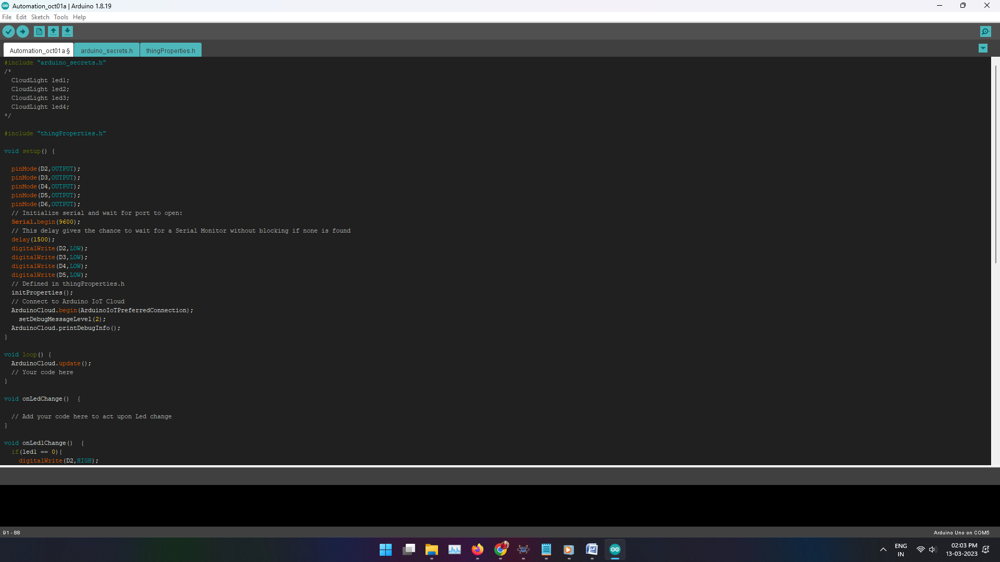 Automation_oct01a | Arduino 1.8.19
File Edit Sketch Tools Help
Automation_oct01a § arduino_secrets.h thingProperties.h
#include "arduino_secrets.h"
/*
  CloudLight led1;
  CloudLight led2;
  CloudLight led3;
  CloudLight led4;
*/
#include "thingProperties.h"
void setup() {
  pinMode(D2,OUTPUT);
  pinMode(D3,OUTPUT);
  pinMode(D4,OUTPUT);
  pinMode(D5,OUTPUT);
  pinMode(D6,OUTPUT);
  // Initialize serial and wait for port to open:
  Serial.begin(9600);
  // This delay gives the chance to wait for a Serial Monitor without blocking if none is found
  delay(1500);
  digitalWrite(D2,LOW);
  digitalWrite(D3,LOW);
  digitalWrite(D4,LOW);
  digitalWrite(D5,LOW);
  // Defined in thingProperties.h
  initProperties();
  // Connect to Arduino IoT Cloud
  ArduinoCloud.begin(ArduinoIoTPreferredConnection);
    setDebugMessageLevel(2);
  ArduinoCloud.printDebugInfo();
}
void loop() {
  ArduinoCloud.update();
  // Your code here
}
void onLedChange()  {
  // Add your code here to act upon Led change
}
void onLed1Change()  {
  if(led1 == 0){
    digitalWrite(D2,HIGH);
91 - 88
Arduino Uno on COM5
ENG
IN
02:03 PM
13-03-2023